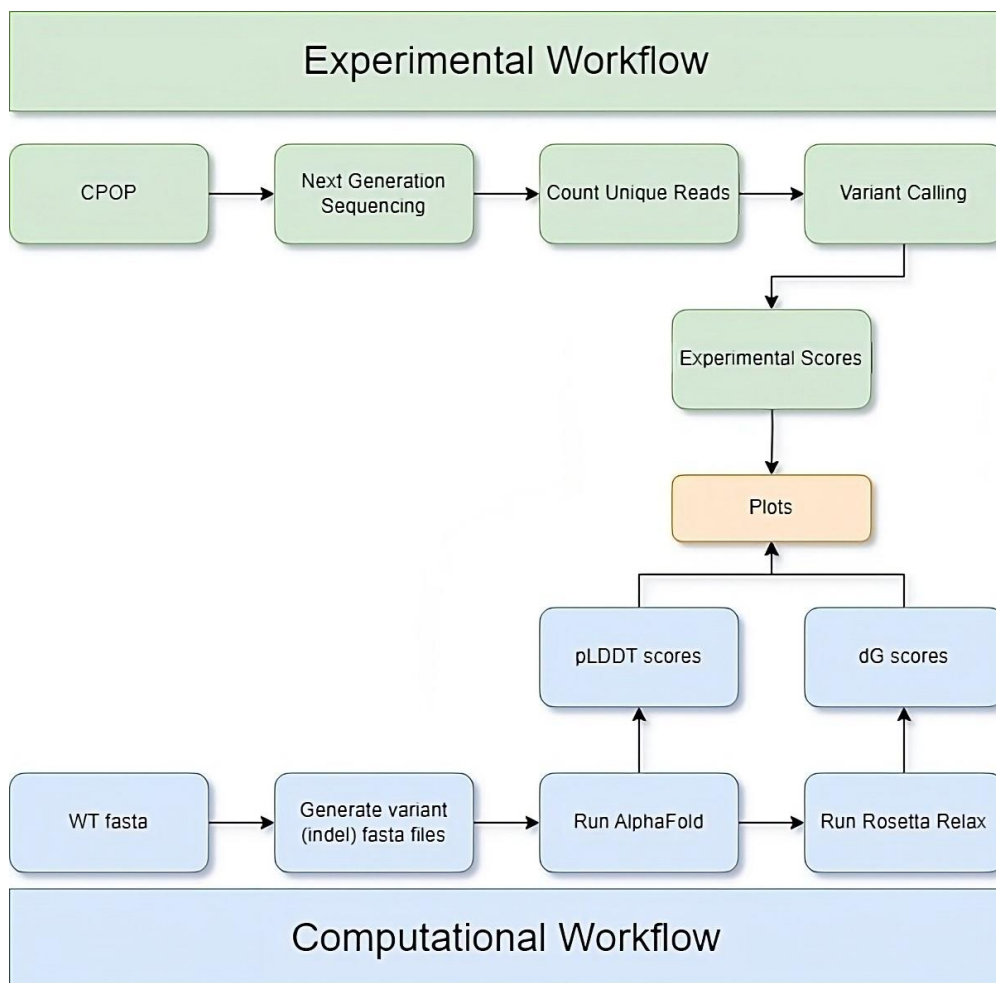 Experimental Workflow
CPOP
Next Generation
Sequencing
Count Unique Reads
Variant Calling
Experimental Scores
Plots
pLDDT scores
dG scores
WT fasta
Generate variant
(indel) fasta files
Run AlphaFold
Run Rosetta Relax
Computational Workflow